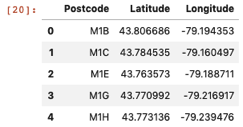 [20]:
Postcode Latitude Longitude
0 M1B 43.806686 -79.194353
1 M1C 43.784535 -79.160497
2 M1E 43.763573 -79.188711
3 M1G 43.770992 -79.216917
4 M1H 43.773136 -79.239476